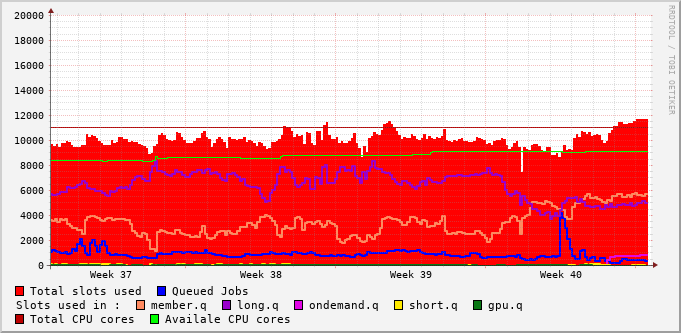 20000
18000
16000
14000
12000
10000
8000
6000
4000
2000
0
Week 37 Week 38 Week 39 Week 40
RRDTOOL / TOBI OETIKER
Total slots used Queued Jobs
Slots used in : member.q long.q ondemand.q short.q gpu.q
Total CPU cores Availale CPU cores